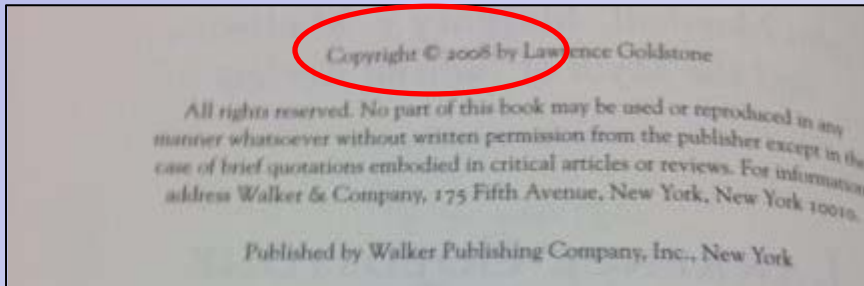 Copyright © 2008 by Lawrence Goldstone
All rights reserved. No part of this book may be used or reproduced in any
manner whatsoever without written permission from the publisher except in the
case of brief quotations embodied in critical articles or reviews. For information
address Walker & Company, 175 Fifth Avenue, New York, New York 10010.
Published by Walker Publishing Company, Inc., New York